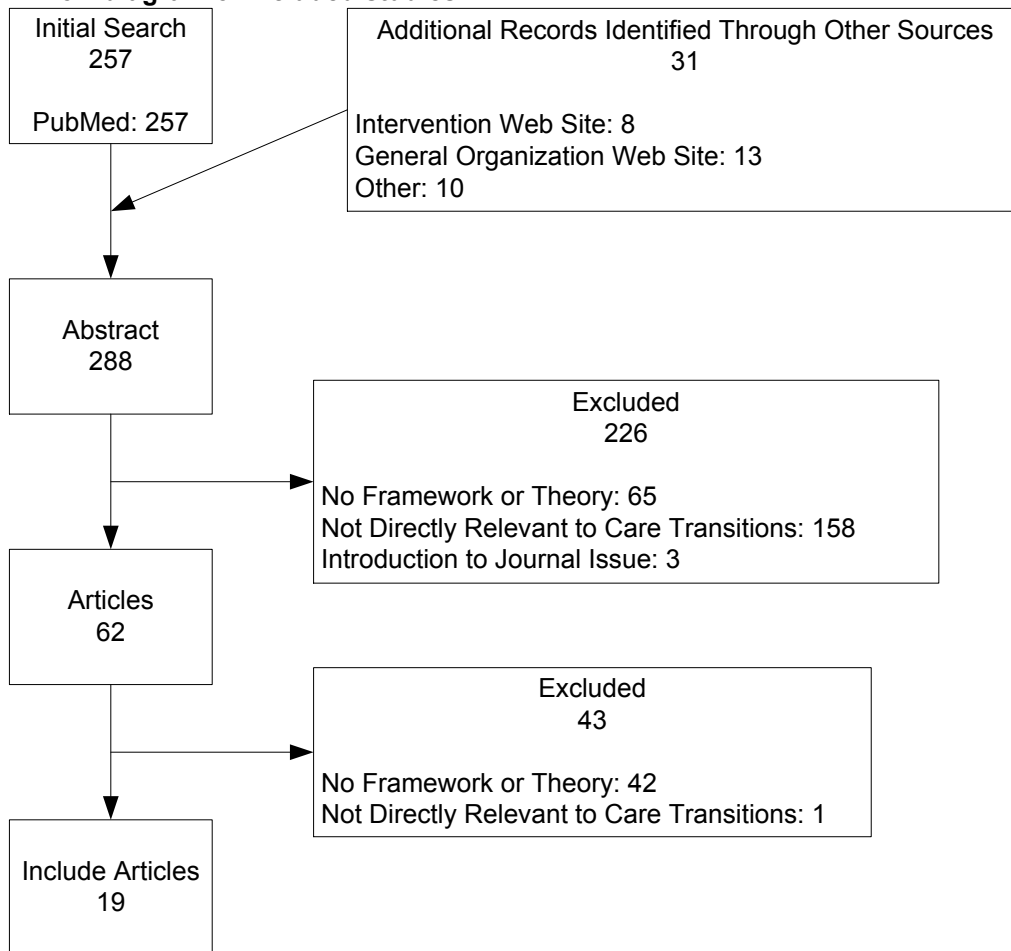 Initial Search
257
PubMed: 257
Additional Records Identified Through Other Sources
31
Intervention Web Site: 8
General Organization Web Site: 13
Other: 10
Abstract
288
Excluded
226
No Framework or Theory: 65
Not Directly Relevant to Care Transitions: 158
Introduction to Journal Issue: 3
Articles
62
Excluded
43
No Framework or Theory: 42
Not Directly Relevant to Care Transitions: 1
Include Articles
19